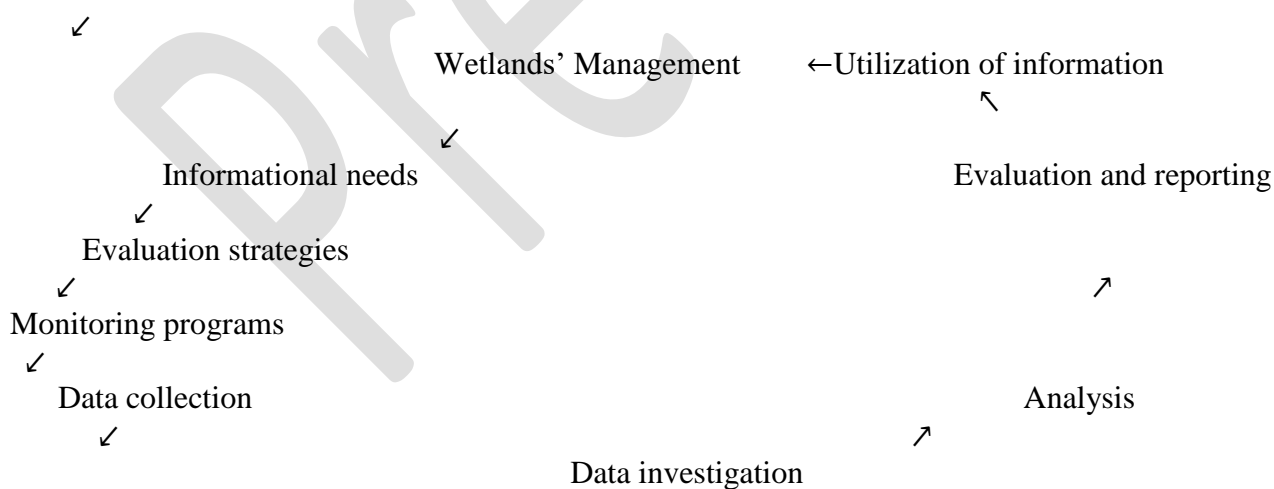 ↙
Wetlands’ Management ←Utilization of information
↖
↙
Informational needs Evaluation and reporting
↙
Evaluation strategies
↙ ↗
Monitoring programs
↙
Data collection Analysis
↙ ↗
Data investigation